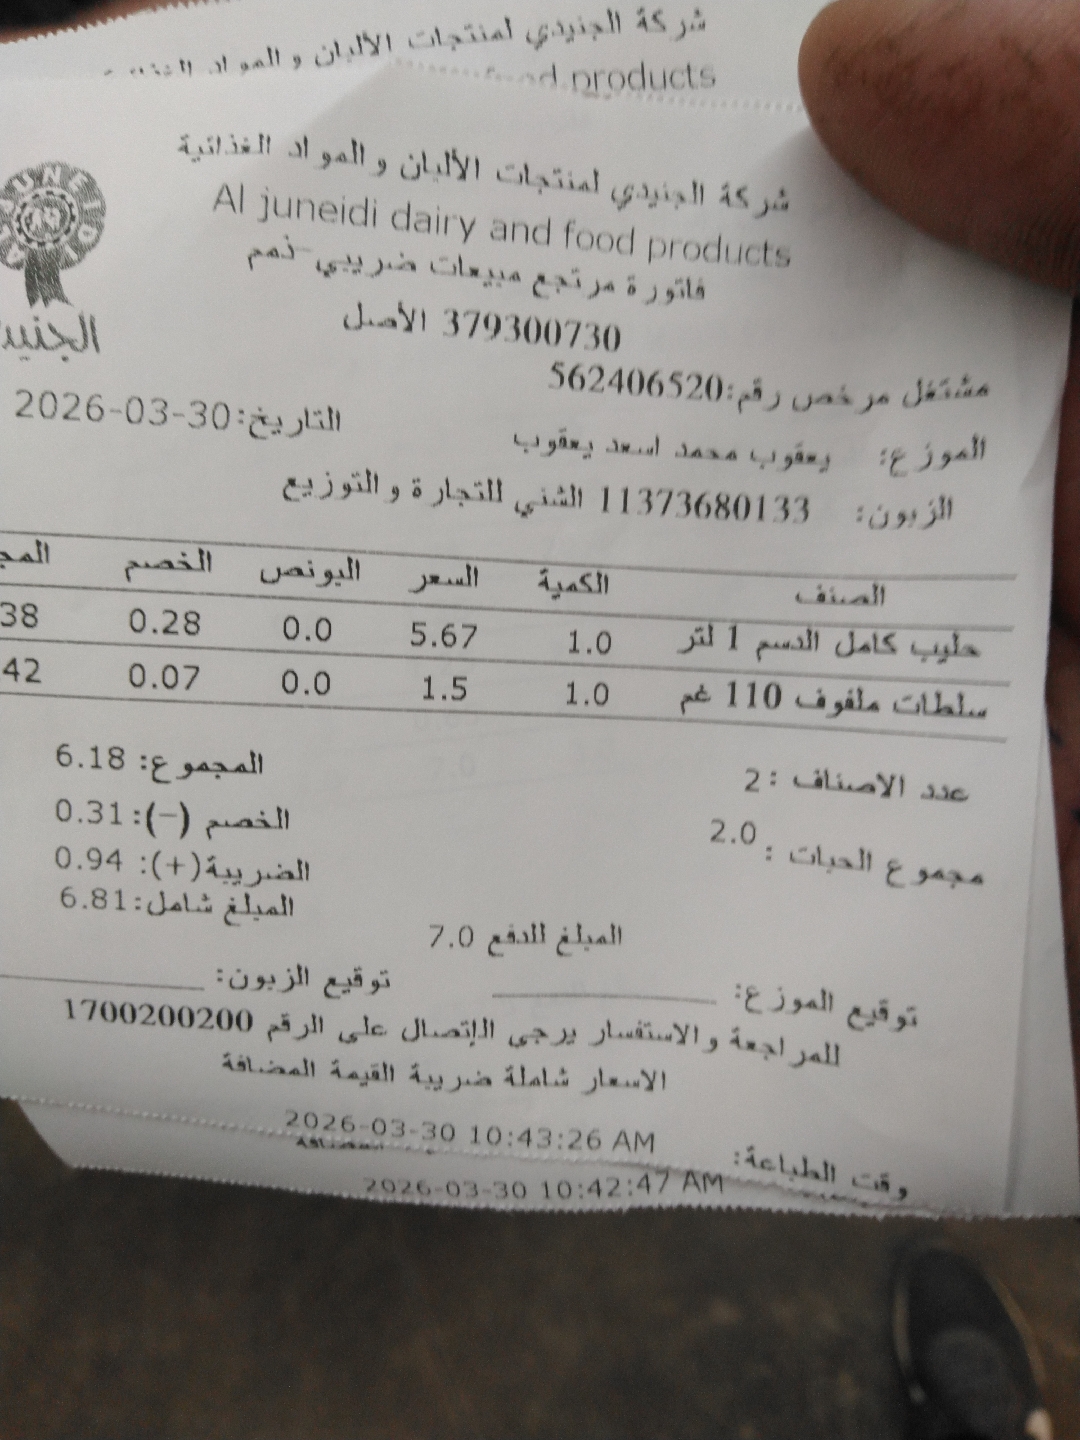 شركة الجنيدي لمنتجات الألبان و المواد
food products
شركة الجنيدي لمنتجات الألبان و المواد الغذائية
Al juneidi dairy and food products
JUNEIDI
الجنيد
فاتورة مرتجع مبيعات ضريبي-ذمم
379300730 الأصل
مشتغل مرخص رقم:562406520
التاريخ:2026-03-30
الموزع: يعقوب محمد اسعد يعقوب
الزبون: 11373680133 الشني للتجارة و التوزيع
الصنف الكمية السعر البونص الخصم المج
حليب كامل الدسم 1 لتر 1.0 5.67 0.0 0.28 38
سلطات ملفوف 110 غم 1.0 1.5 0.0 0.07 42
عدد الاصناف : 2 المجموع: 6.18
مجموع الحبات : 2.0 الخصم (-): 0.31
الضريبة(+): 0.94
المبلغ شامل: 6.81
المبلغ للدفع 7.0
توقيع الموزع: توقيع الزبون:
للمراجعة و الاستفسار يرجي الإتصال على الرقم 1700200200
الاسعار شاملة ضريبة القيمة المضافة
وقت الطباعة: 2026-03-30 10:43:26 AM
2026-03-30 10:42:47 AM